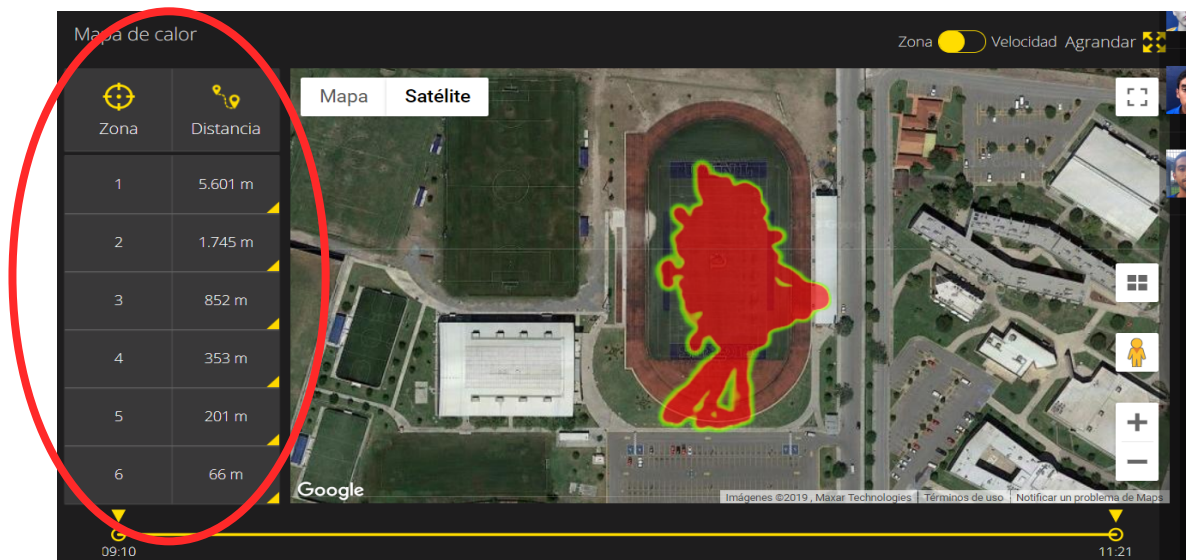 Mapa de calor
Zona Velocidad Agrandar
Zona Distancia
Mapa Satélite
1 5.601 m
2 1.745 m
3 852 m
4 353 m
5 201 m
6 66 m
Google
Imágenes ©2019 , Maxar Technologies Términos de uso Notificar un problema de Maps
09:10 11:21